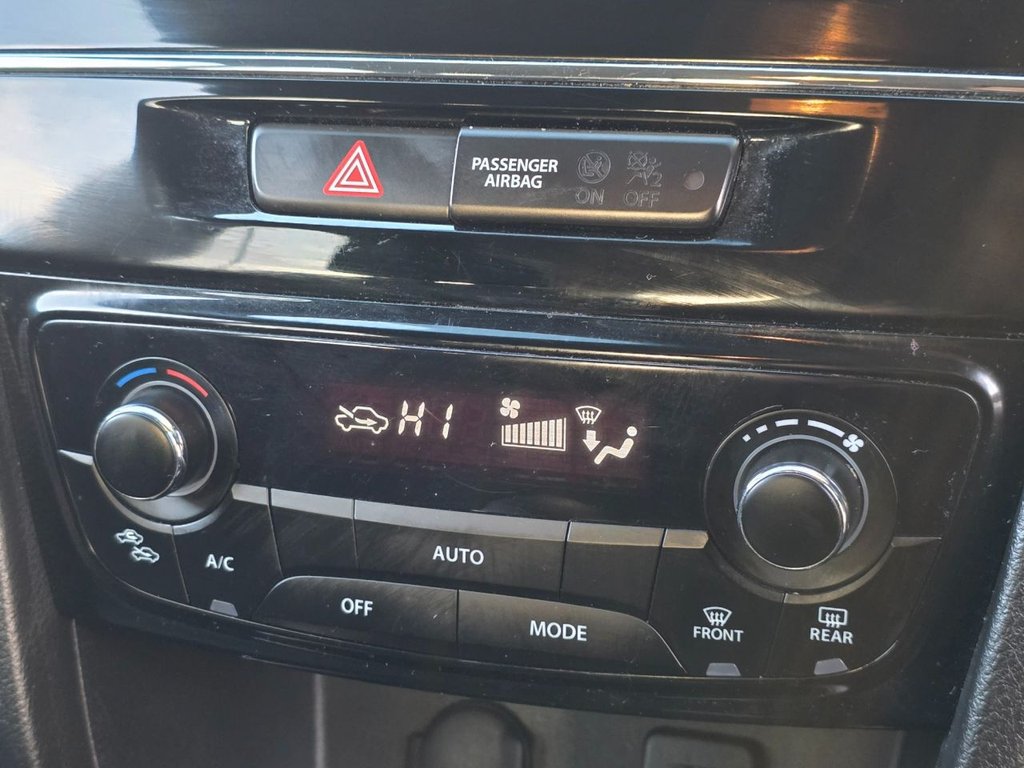 PASSENGER
AIRBAG
ON
OFF
HI
A/C
AUTO
OFF
MODE
FRONT
REAR